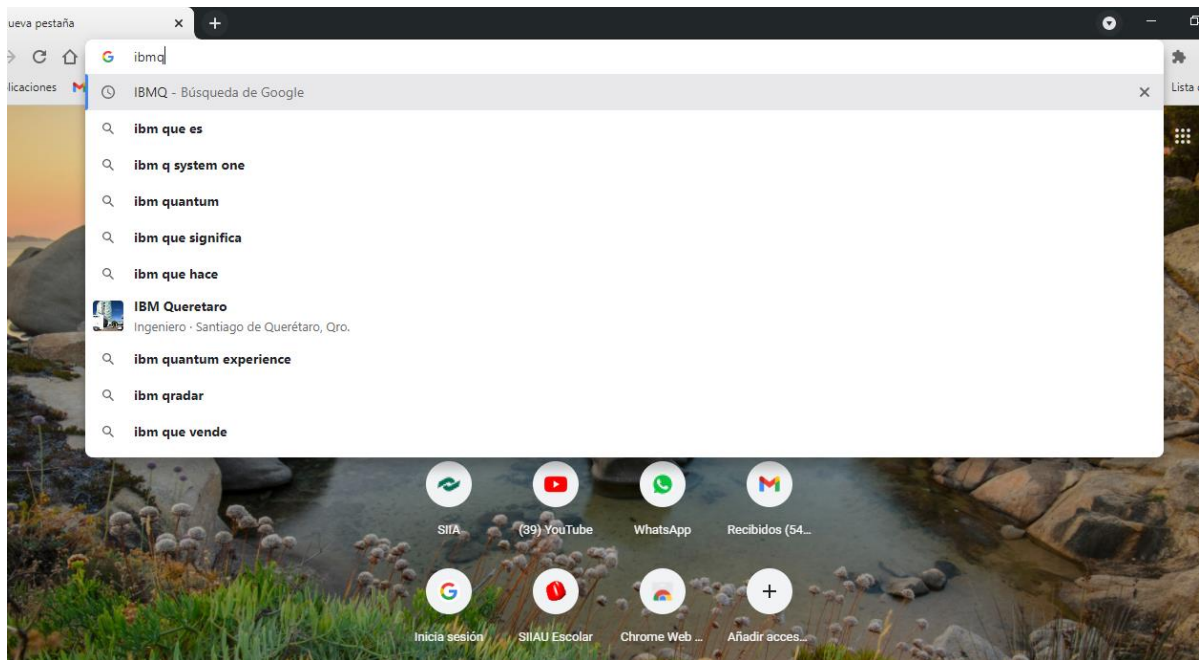 ueva pestaña
ibmq
licaciones
Lista
IBMQ - Búsqueda de Google
ibm que es
ibm q system one
ibm quantum
ibm que significa
ibm que hace
IBM Queretaro
Ingeniero · Santiago de Querétaro, Qro.
ibm quantum experience
ibm qradar
ibm que vende
SIIA
(39) YouTube
WhatsApp
Recibidos (54...
Inicia sesión
SIIAU Escolar
Chrome Web ...
Añadir acces...